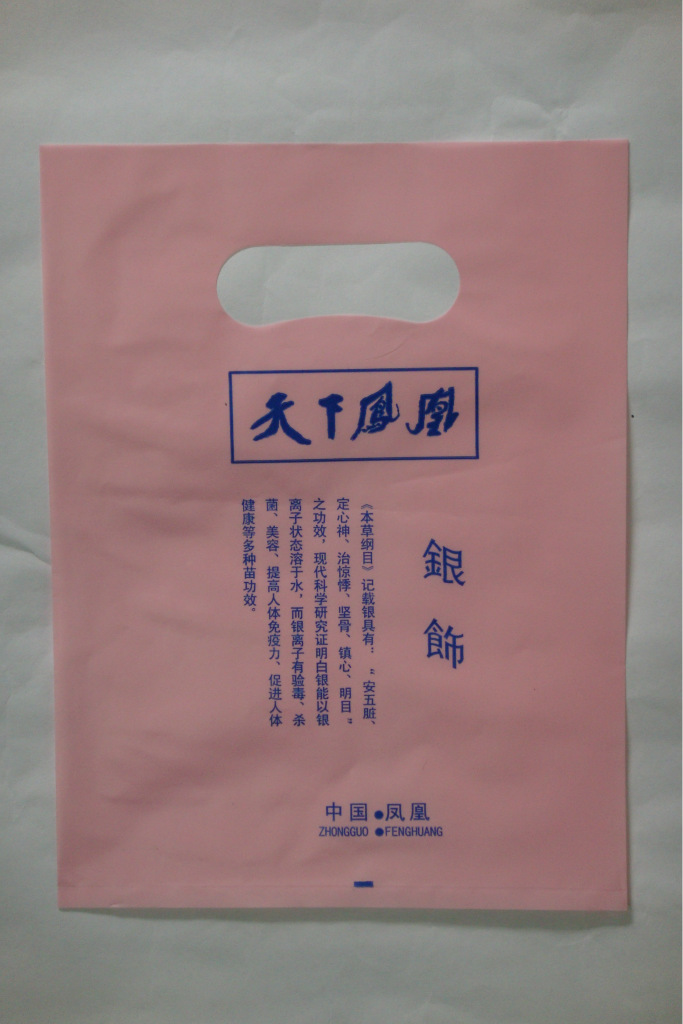 天下鳳凰
銀飾
《本草纲目》记载银具有：“安五脏、
定心神、治惊悸、坚骨、镇心、明目”
之功效，现代科学研究证明白银能以银
离子状态溶于水，而银离子有验毒、杀
菌、美容、提高人体免疫力、促进人体
健康等多种苗功效。
中国●凤凰
ZHONGGUO ●FENGHUANG